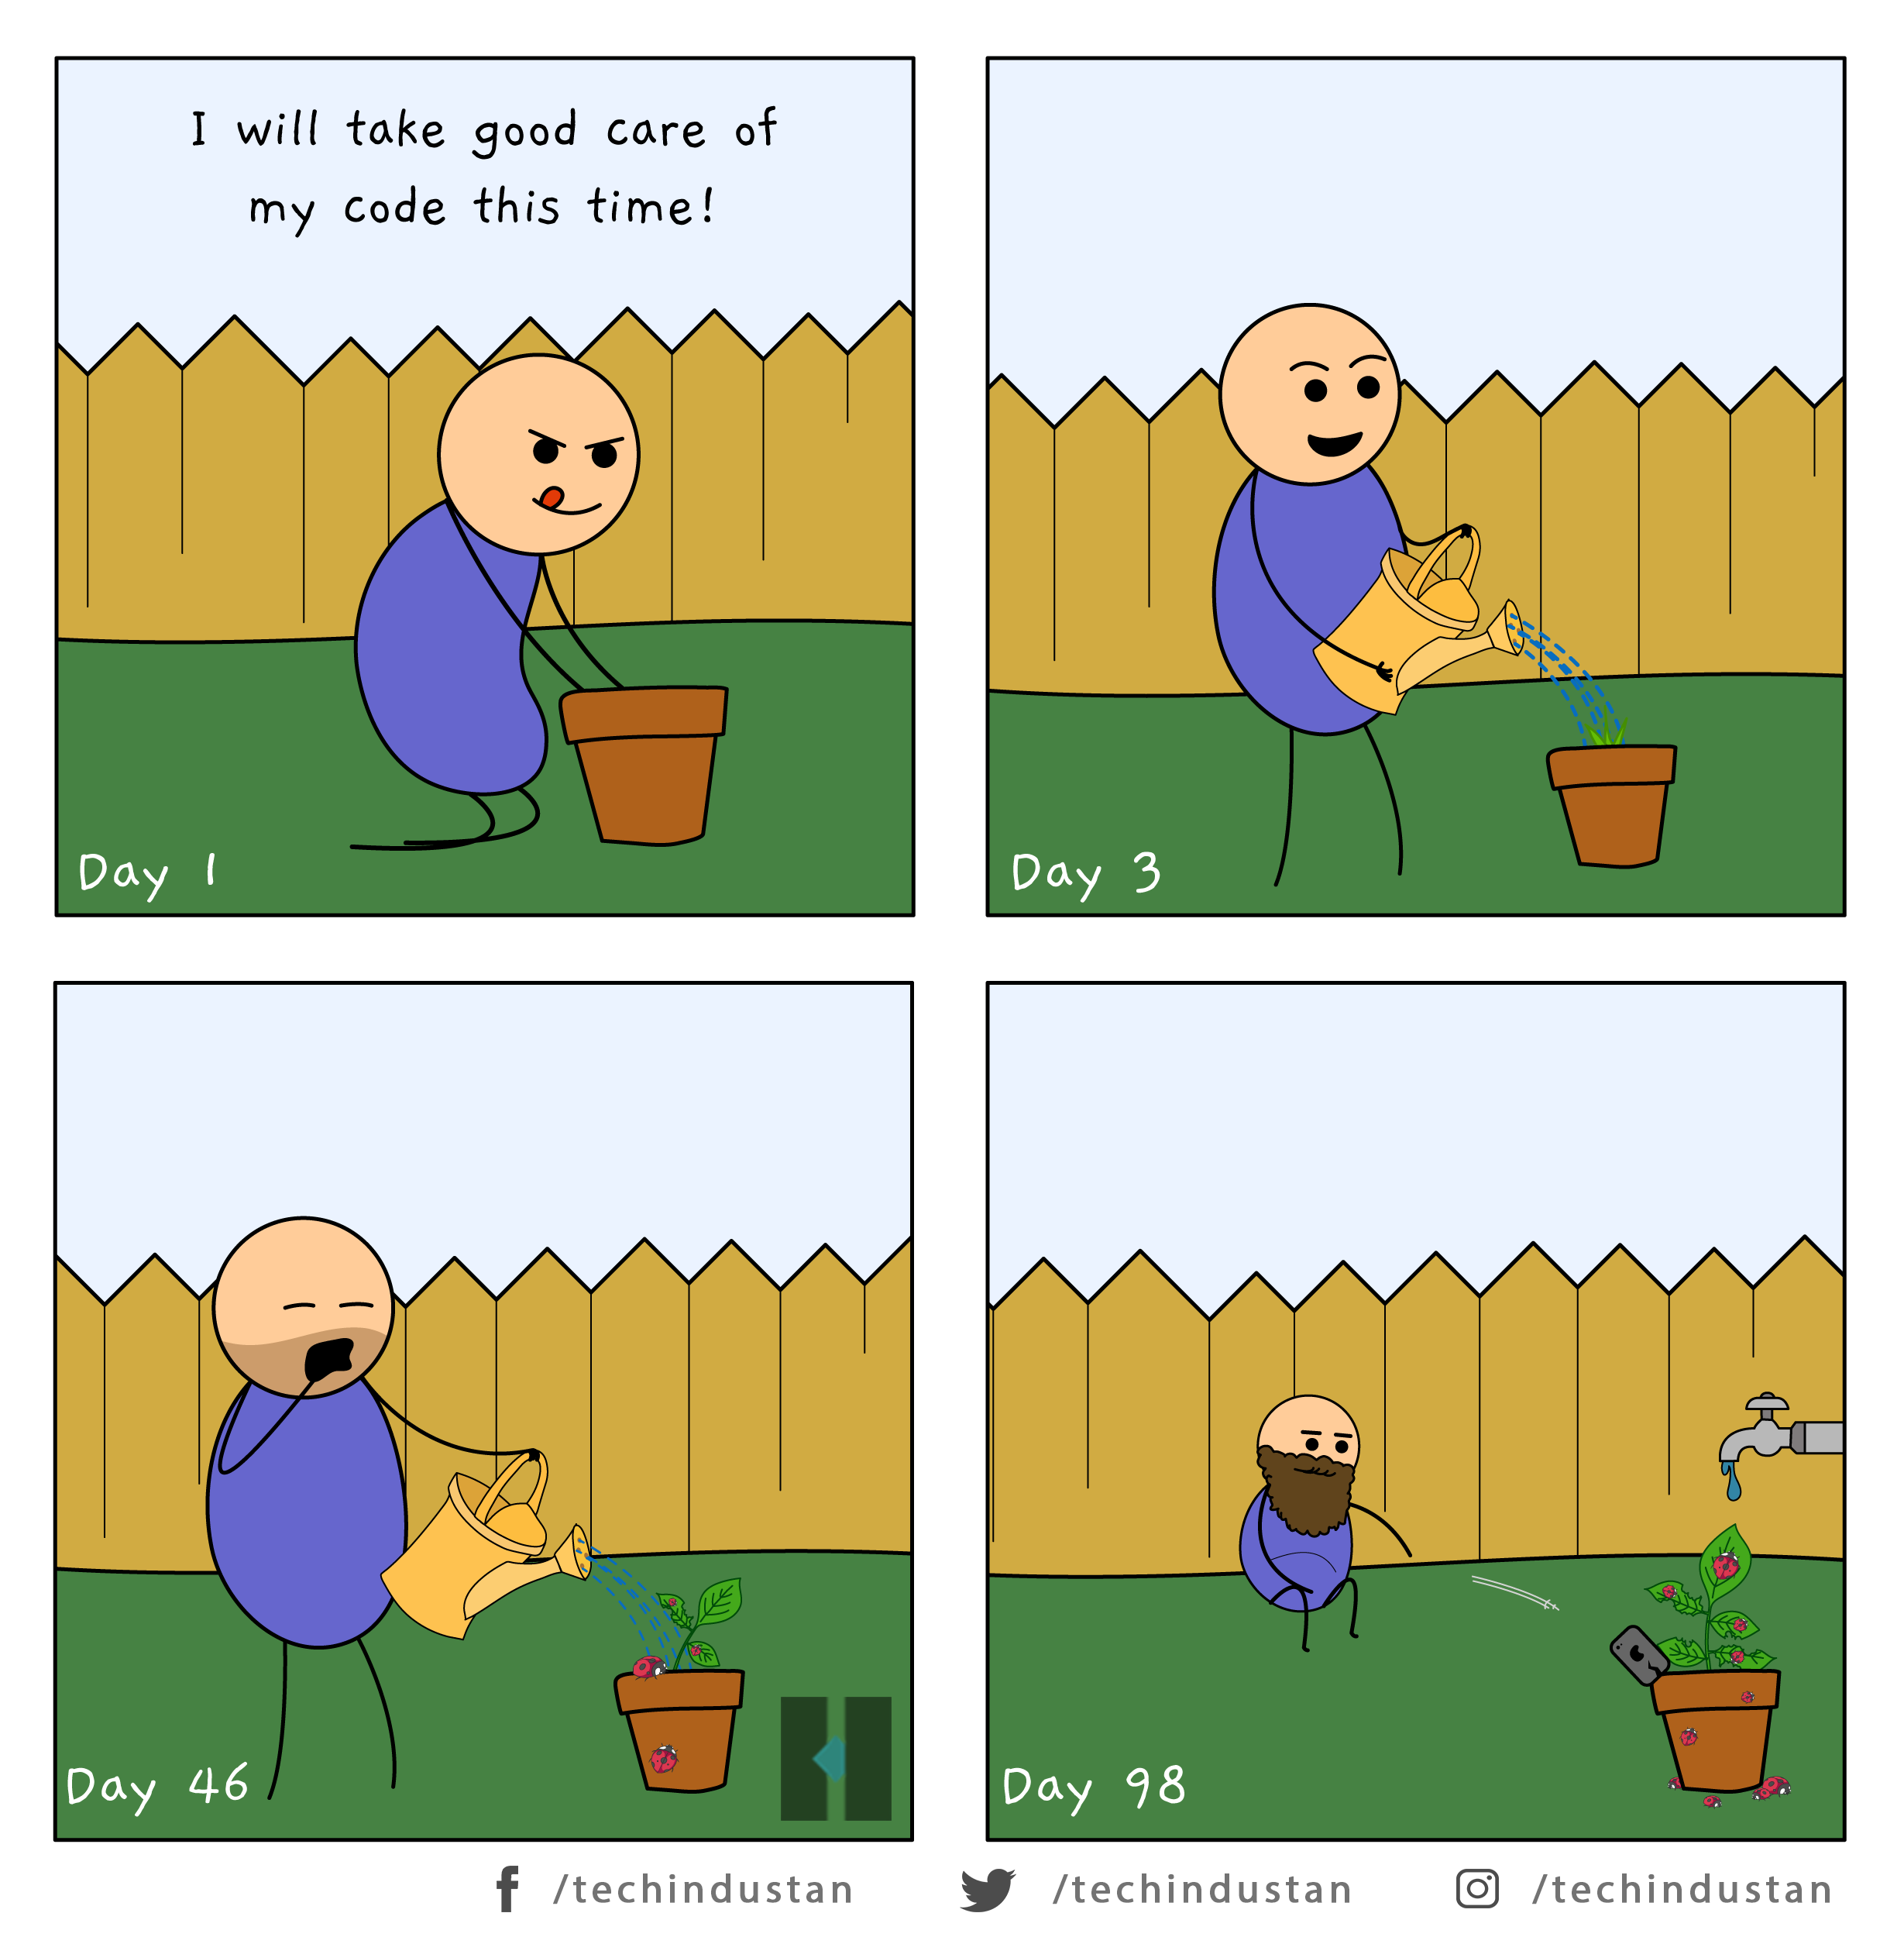 I will take good care of
my code this time!
Day 1
Day 3
Day 46
Day 98
/techindustan
/techindustan
/techindustan